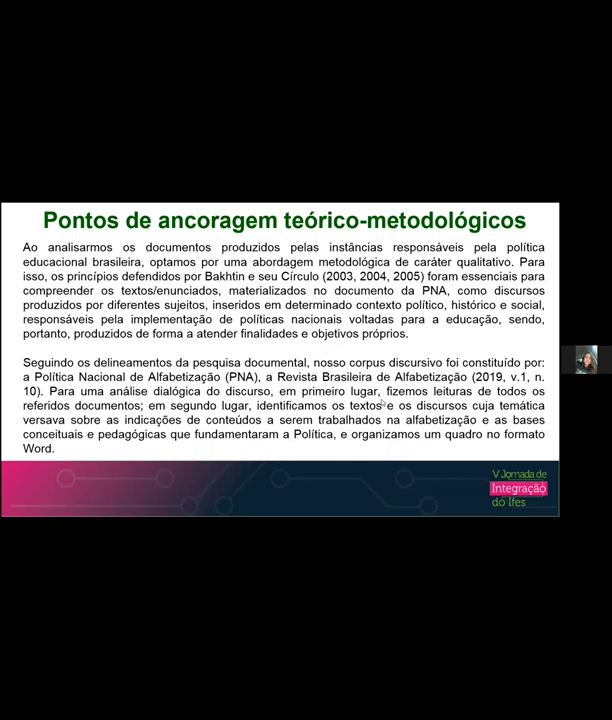 Pontos de ancoragem teórico-metodológicos
Ao analisarmos os documentos produzidos pelas instâncias responsáveis pela política
educacional brasileira, optamos por uma abordagem metodológica de caráter qualitativo. Para
isso, os princípios defendidos por Bakhtin e seu Círculo (2003, 2004, 2005) foram essenciais para
compreender os textos/enunciados, materializados no documento da PNA, como discursos
produzidos por diferentes sujeitos, inseridos em determinado contexto político, histórico e social,
responsáveis pela implementação de políticas nacionais voltadas para a educação, sendo,
portanto, produzidos de forma a atender finalidades e objetivos próprios.
Seguindo os delineamentos da pesquisa documental, nosso corpus discursivo foi constituído por:
a Política Nacional de Alfabetização (PNA), a Revista Brasileira de Alfabetização (2019, v.1, n.
10). Para uma análise dialógica do discurso, em primeiro lugar, fizemos leituras de todos os
referidos documentos; em segundo lugar, identificamos os textos e os discursos cuja temática
versava sobre as indicações de conteúdos a serem trabalhados na alfabetização e as bases
conceituais e pedagógicas que fundamentaram a Política, e organizamos um quadro no formato
Word.
V Jornada de
Integração
do Ifes